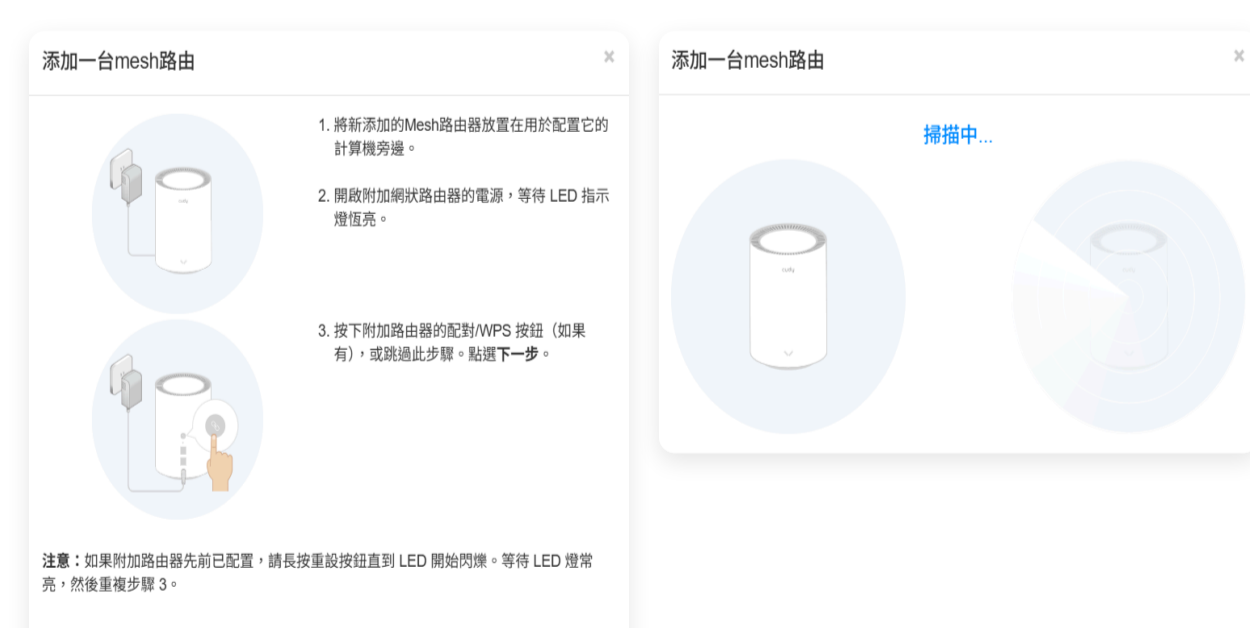 添加一台mesh路由
×
1. 將新添加的Mesh路由器放置在用於配置它的
計算機旁邊。
2. 開啟附加網狀路由器的電源，等待 LED 指示
燈恆亮。
3. 按下附加路由器的配對/WPS 按鈕（如果
有），或跳過此步驟。點選下一步。
注意：如果附加路由器先前已配置，請長按重設按鈕直到 LED 開始閃爍。等待 LED 燈常
亮，然後重複步驟 3。
添加一台mesh路由
×
掃描中...
cudy